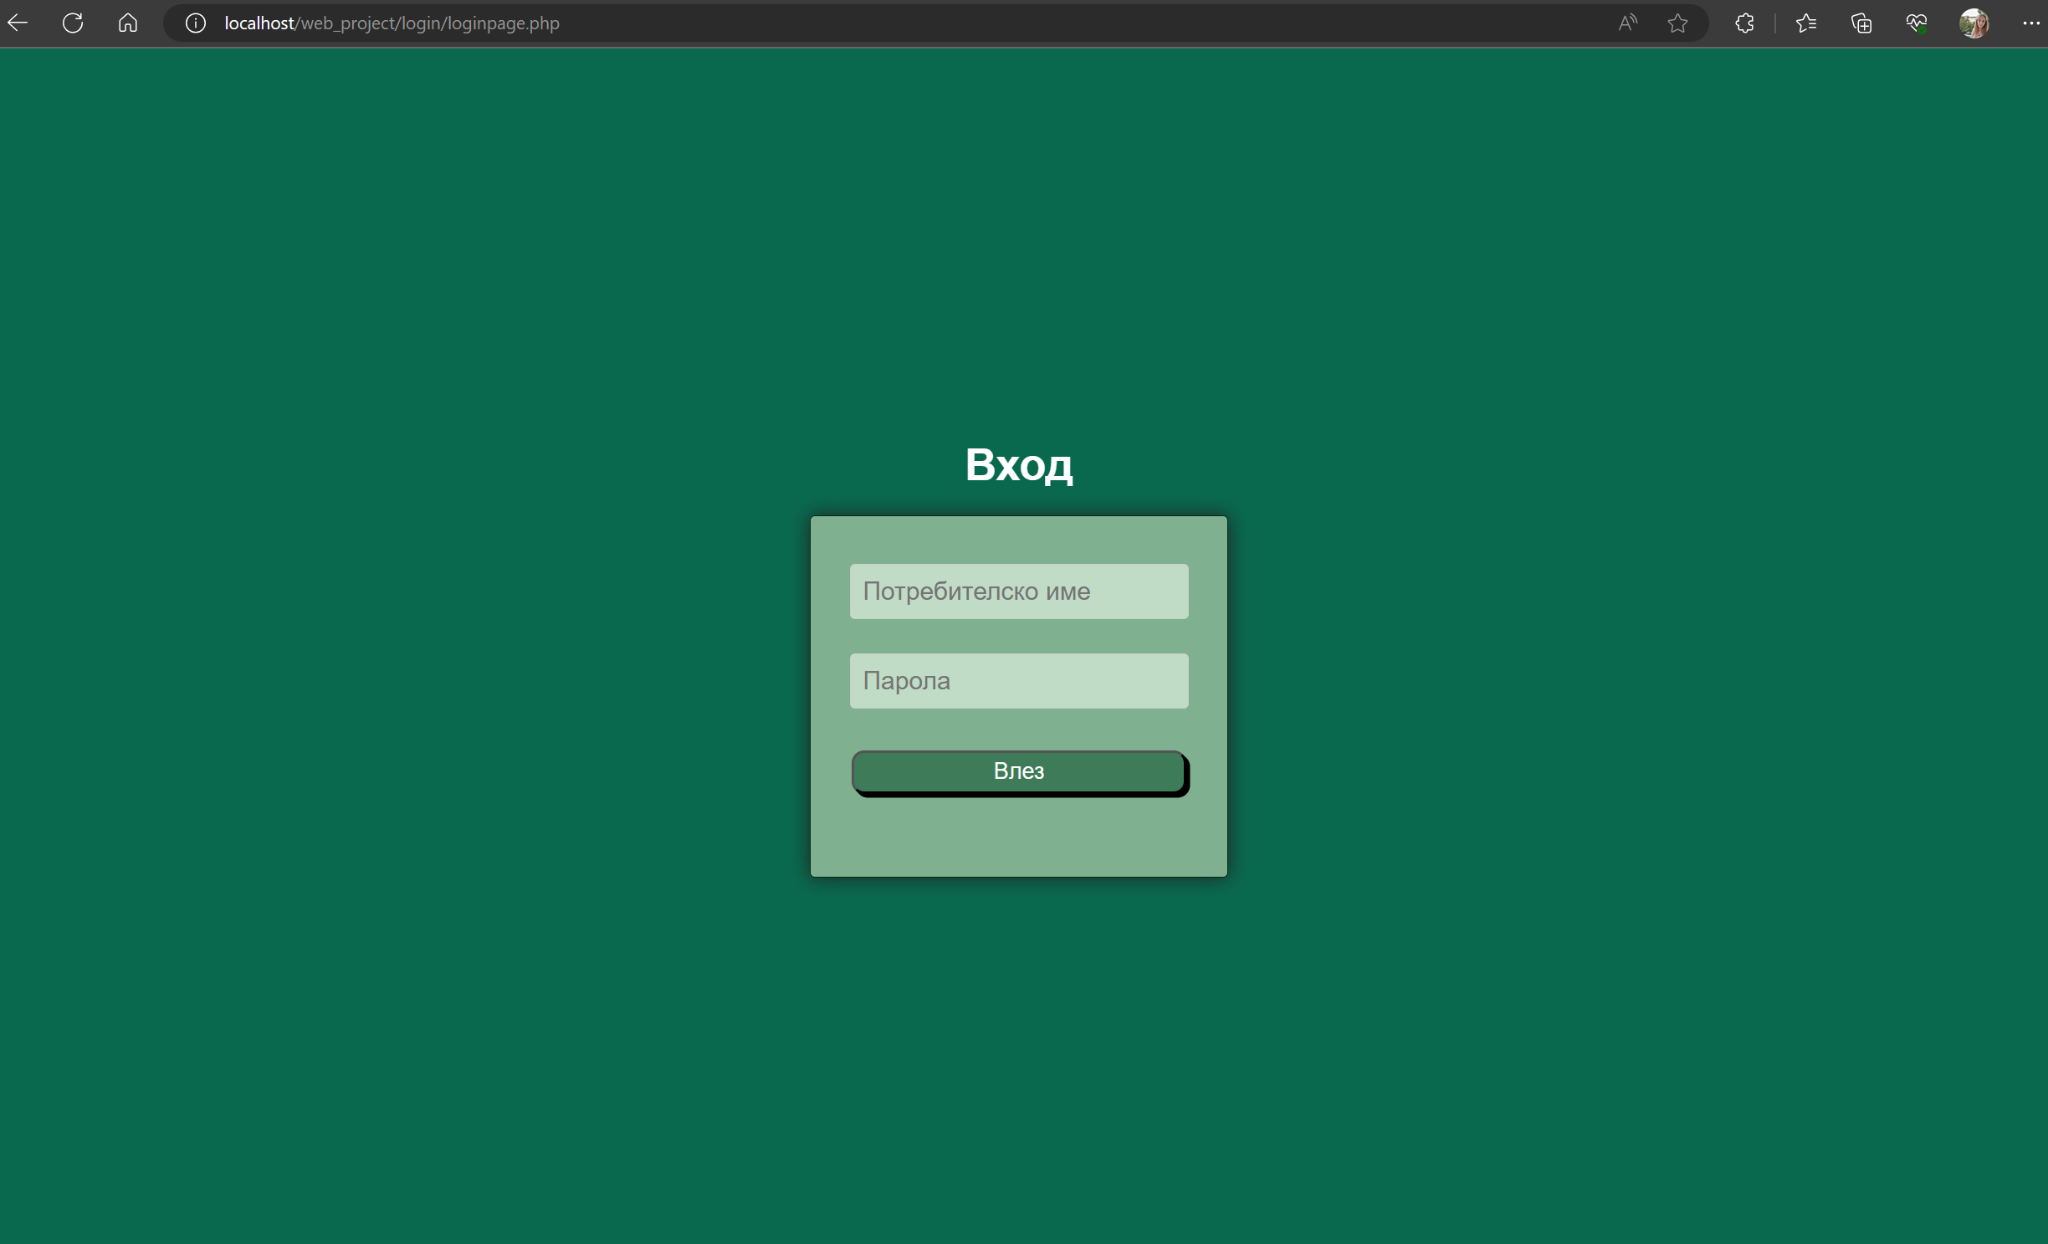 localhost/web_project/login/loginpage.php
Вход
Потребителско име
Парола
Влез